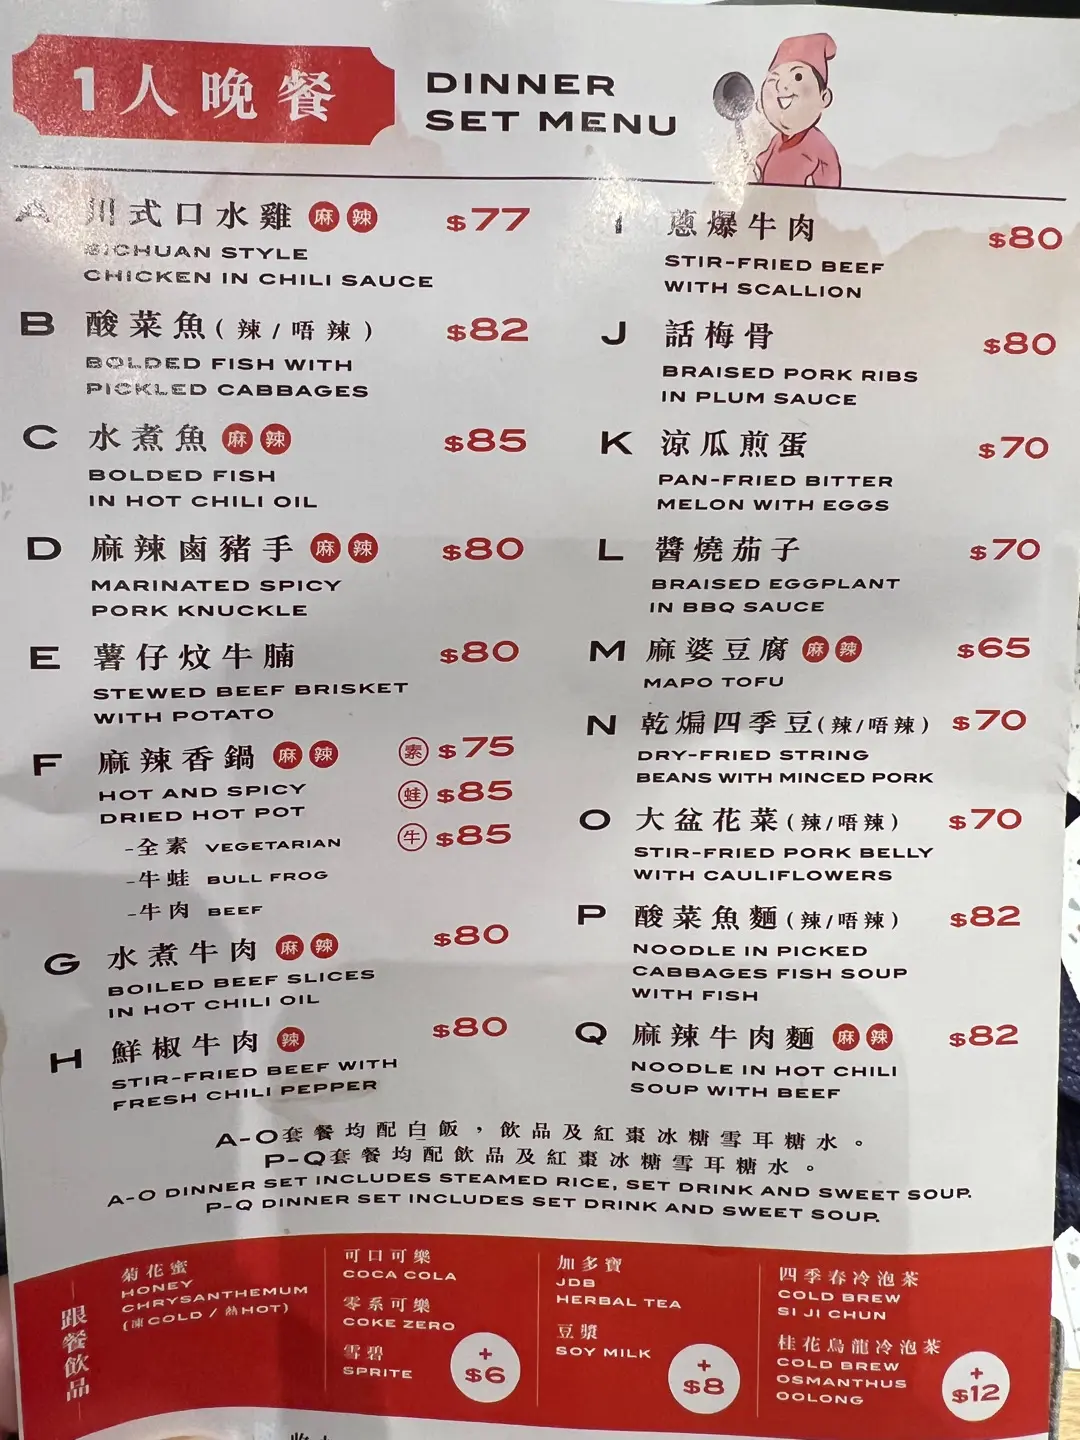 1人晚餐
DINNER
SET MENU
A 川式口水雞 麻 辣 $77
SICHUAN STYLE
CHICKEN IN CHILI SAUCE
B 酸菜魚(辣/唔辣) $82
BOLDED FISH WITH
PICKLED CABBAGES
C 水煮魚 麻 辣 $85
BOLDED FISH
IN HOT CHILI OIL
D 麻辣鹵豬手 麻 辣 $80
MARINATED SPICY
PORK KNUCKLE
E 薯仔炆牛腩 $80
STEWED BEEF BRISKET
WITH POTATO
F 麻辣香鍋 麻 辣 素 $75
HOT AND SPICY
DRIED HOT POT
蛙 $85
牛 $85
-全素 VEGETARIAN
-牛蛙 BULL FROG
-牛肉 BEEF
G 水煮牛肉 麻 辣 $80
BOILED BEEF SLICES
IN HOT CHILI OIL
H 鮮椒牛肉 辣 $80
STIR-FRIED BEEF WITH
FRESH CHILI PEPPER
I 蔥爆牛肉 $80
STIR-FRIED BEEF
WITH SCALLION
J 話梅骨 $80
BRAISED PORK RIBS
IN PLUM SAUCE
K 涼瓜煎蛋 $70
PAN-FRIED BITTER
MELON WITH EGGS
L 醬燒茄子 $70
BRAISED EGGPLANT
IN BBQ SAUCE
M 麻婆豆腐 麻 辣 $65
MAPO TOFU
N 乾煸四季豆(辣/唔辣) $70
DRY-FRIED STRING
BEANS WITH MINCED PORK
O 大盆花菜(辣/唔辣) $70
STIR-FRIED PORK BELLY
WITH CAULIFLOWERS
P 酸菜魚麵(辣/唔辣) $82
NOODLE IN PICKED
CABBAGES FISH SOUP
WITH FISH
Q 麻辣牛肉麵 麻 辣 $82
NOODLE IN HOT CHILI
SOUP WITH BEEF
A-O套餐均配白飯，飲品及紅棗冰糖雪耳糖水。
P-Q套餐均配飲品及紅棗冰糖雪耳糖水。
A-O DINNER SET INCLUDES STEAMED RICE, SET DRINK AND SWEET SOUP.
P-Q DINNER SET INCLUDES SET DRINK AND SWEET SOUP.
跟餐飲品
菊花蜜
HONEY
CHRYSANTHEMUM
(凍COLD / 熱HOT)
可口可樂
COCA COLA
零系可樂
COKE ZERO
雪碧
SPRITE
+
$6
加多寶
JDB
HERBAL TEA
豆漿
SOY MILK
+
$8
四季春冷泡茶
COLD BREW
SI JI CHUN
桂花烏龍冷泡茶
COLD BREW
OSMANTHUS
OOLONG
+
$12